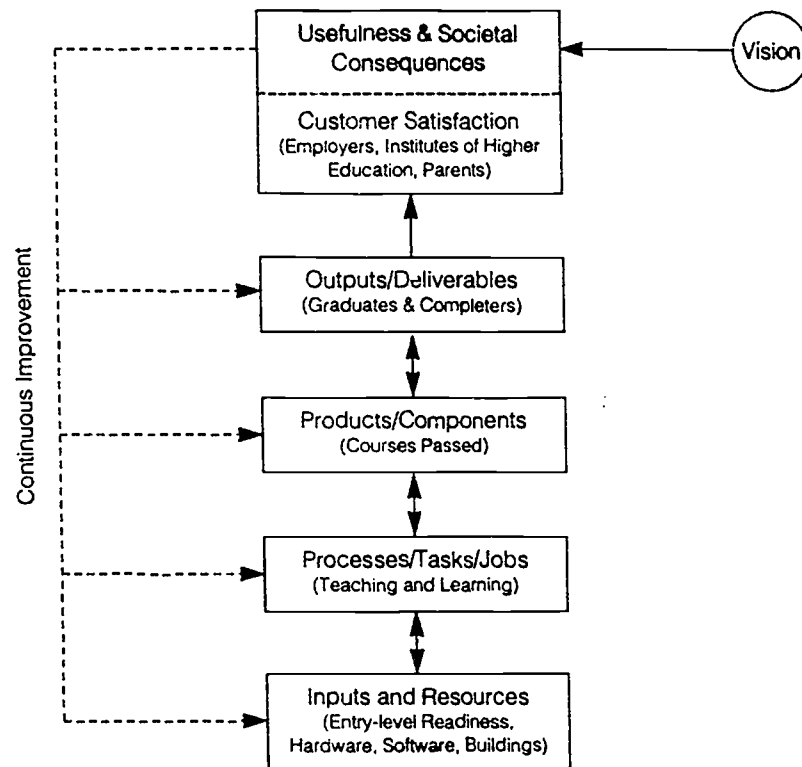 Usefulness & Societal
Consequences
Vision
Customer Satisfaction
(Employers, Institutes of Higher
Education, Parents)
Outputs/Deliverables
(Graduates & Completers)
Continuous Improvement
Products/Components
(Courses Passed)
Processes/Tasks/Jobs
(Teaching and Learning)
Inputs and Resources
(Entry-level Readiness,
Hardware, Software, Buildings)